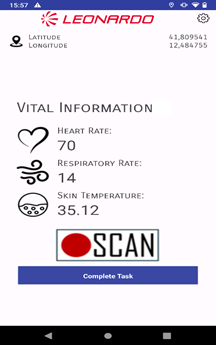 15:57
LEONARDO
LATITUDE 41,809541
LONGITUDE 12,484755
VITAL INFORMATION
HEART RATE:
70
RESPIRATORY RATE:
14
SKIN TEMPERATURE:
35.12
SCAN
Complete Task